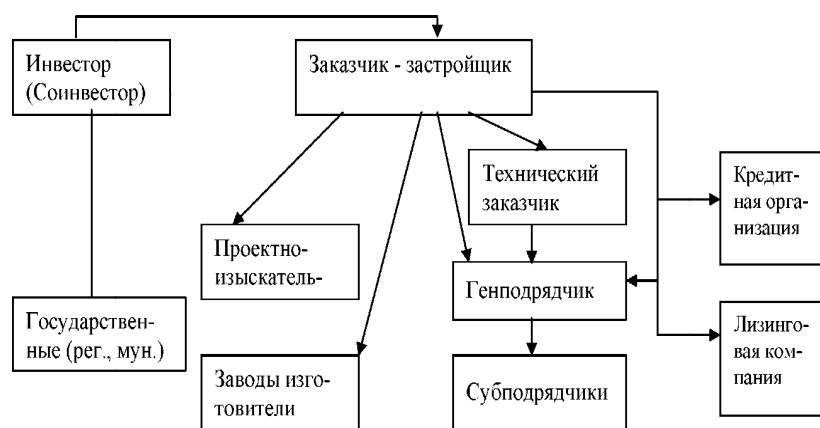 Инвестор
(Соинвестор)
Заказчик - застройщик
Технический
заказчик
Кредит-
ная орга-
низация
Проектно-
изыскатель-
Генподрядчик
Государствен-
ные (рег., мун.)
Лизинго-
вая ком-
пания
Заводы изго-
товители
Субподрядчики